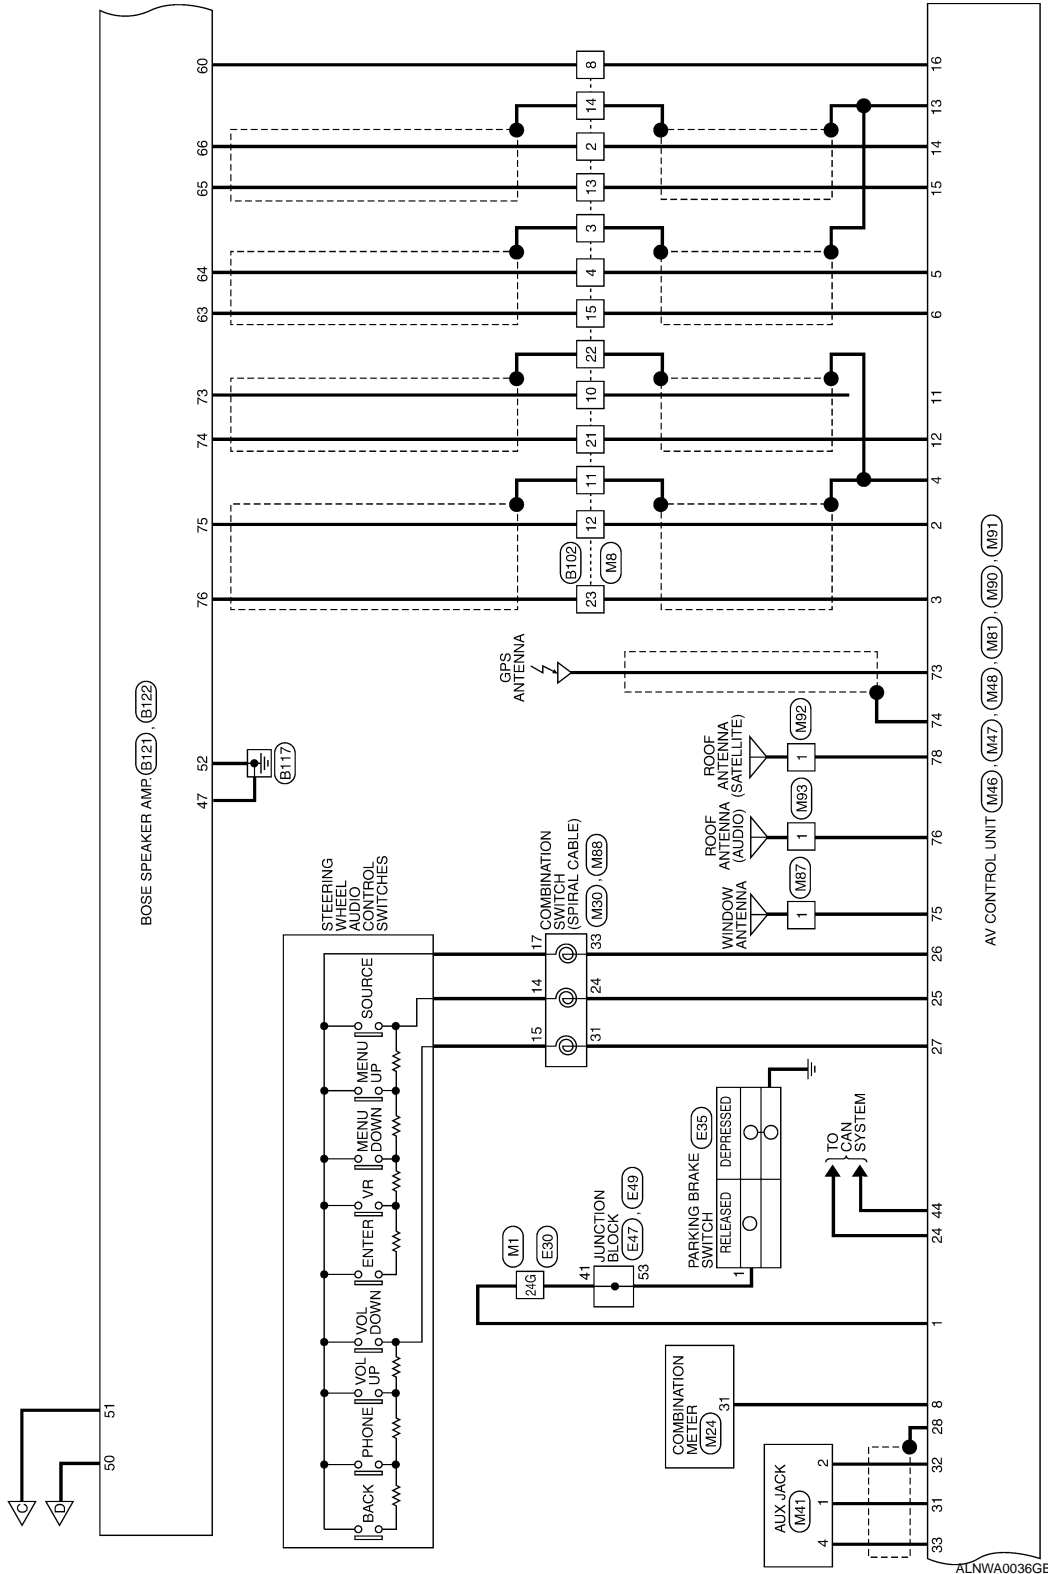 C
D
51
50
BOSE SPEAKER AMP. B121 , B122
47
52
76
75
74
73
63
64
65
66
60
BACK
PHONE
VOL
UP
VOL
DOWN
ENTER
VR
MENU
DOWN
MENU
UP
SOURCE
STEERING
WHEEL
AUDIO
CONTROL
SWITCHES
15
14
17
31
24
33
COMBINATION
SWITCH
(SPIRAL CABLE)
M30 , M88
B117
GPS
ANTENNA
B102
M8
23
12
11
21
10
22
15
4
3
13
2
14
8
M1
E30
24G
41
53
JUNCTION
BLOCK
E47 , E49
PARKING BRAKE
SWITCH
E35
RELEASED
DEPRESSED
1
COMBINATION
METER
M24
31
AUX JACK
M41
4
1
2
TO
CAN
SYSTEM
WINDOW
ANTENNA
1
M87
ROOF
ANTENNA
(AUDIO)
1
M93
ROOF
ANTENNA
(SATELLITE)
1
M92
33
31
32
28
8
1
24
44
27
25
26
75
76
78
74
73
3
2
4
12
11
6
5
15
14
13
16
AV CONTROL UNIT M46 , M47 , M48 , M81 , M90 , M91
ALNWA0036GE